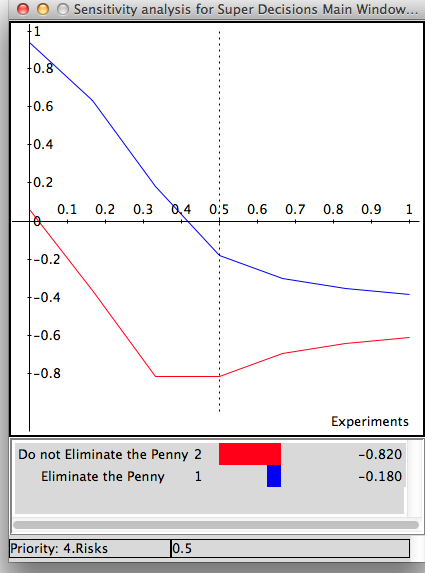 Sensitivity analysis for Super Decisions Main Window...
1
0.8
0.6
0.4
0.2
0 0.1 0.2 0.3 0.4 0.5 0.6 0.7 0.8 0.9 1
-0.2
-0.4
-0.6
-0.8
Experiments
Do not Eliminate the Penny 2 -0.820
Eliminate the Penny 1 -0.180
Priority: 4.Risks 0.5